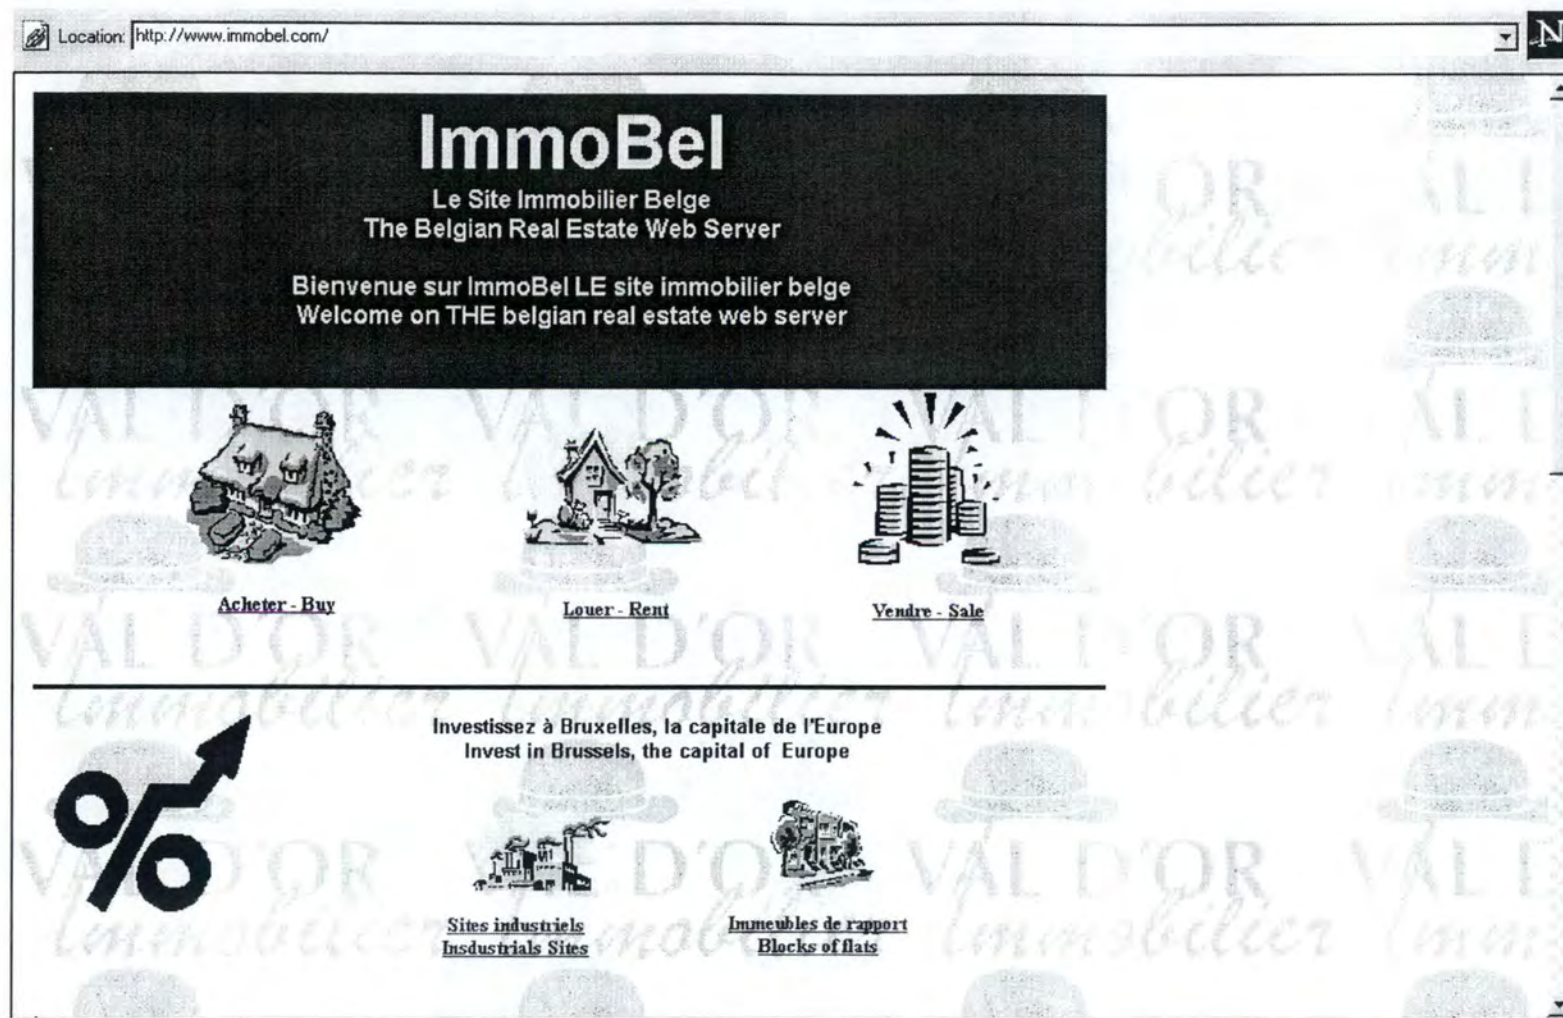 Location: http://www.immobel.com/
N
ImmoBel
Le Site Immobilier Belge
The Belgian Real Estate Web Server
Bienvenue sur ImmoBel LE site immobilier belge
Welcome on THE belgian real estate web server
VAL D'OR
Immobilier
Acheter - Buy
Louer - Rent
Vendre - Sale
Investissez à Bruxelles, la capitale de l'Europe
Invest in Brussels, the capital of Europe
%
Sites industriels
Insdustrials Sites
Immeubles de rapport
Blocks of flats